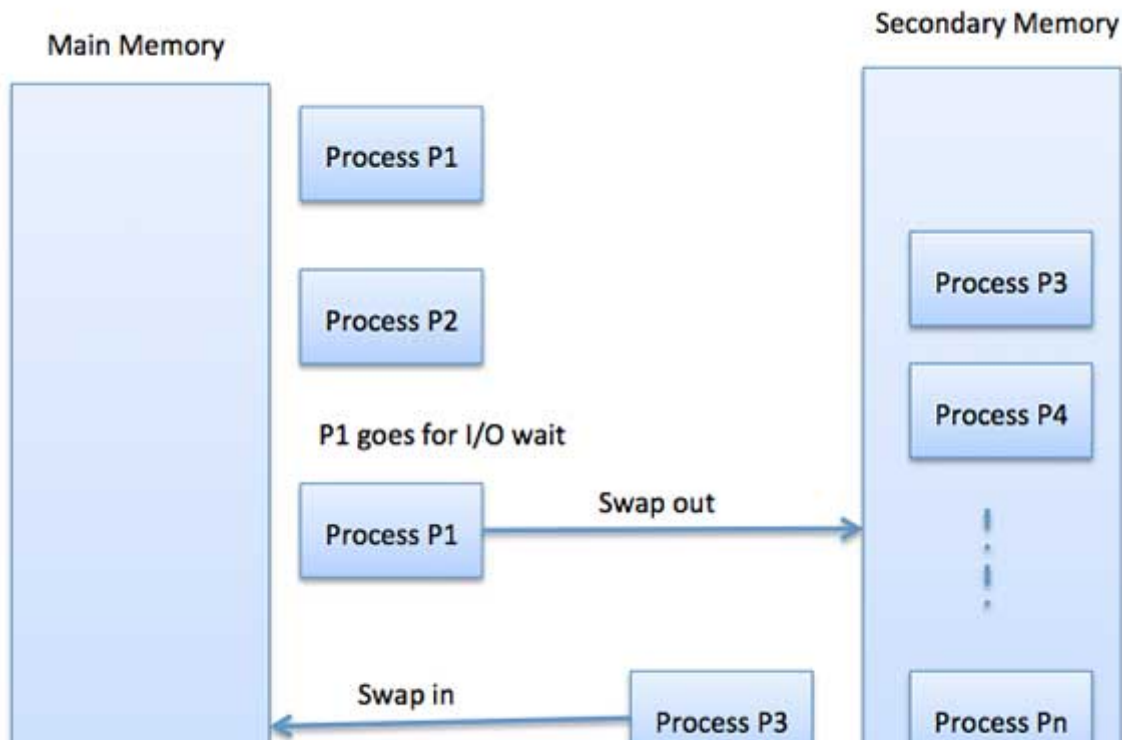 Main Memory
Secondary Memory
Process P1
Process P2
Process P3
Process P4
P1 goes for I/O wait
Process P1
Swap out
Swap in
Process P3
Process Pn